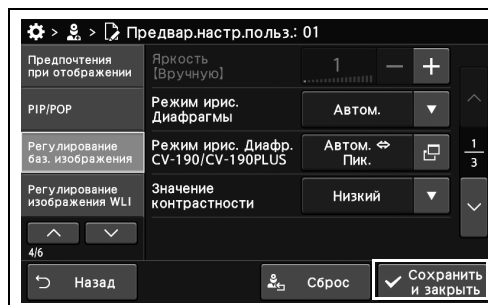 > > Предвар.настр.польз.: 01
Предпочтения
при отображении
PIP/POP
Регулирование
баз. изображения
Регулирование
изображения WLI
4/6
Яркость
[Вручную]
1 — +
Режим ирис.
Диафрагмы
Автом.
Режим ирис. Диафр.
CV-190/CV-190PLUS
Автом. ⇔
Пик.
Значение
контрастности
Низкий
1
3
Назад
Сброс
Сохранить
и закрыть